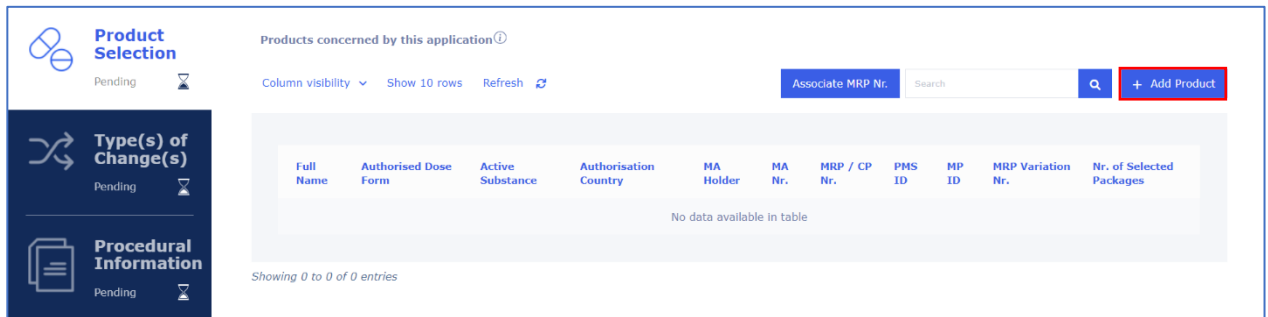 Product
Selection
Pending
Type(s) of
Change(s)
Pending
Procedural
Information
Pending
Products concerned by this application
Column visibility Show 10 rows Refresh Associate MRP Nr. Search + Add Product
Full Name Authorised Dose Form Active Substance Authorisation Country MA Holder MA Nr. MRP / CP Nr. PMS ID MP ID MRP Variation Nr. Nr. of Selected Packages
No data available in table
Showing 0 to 0 of 0 entries